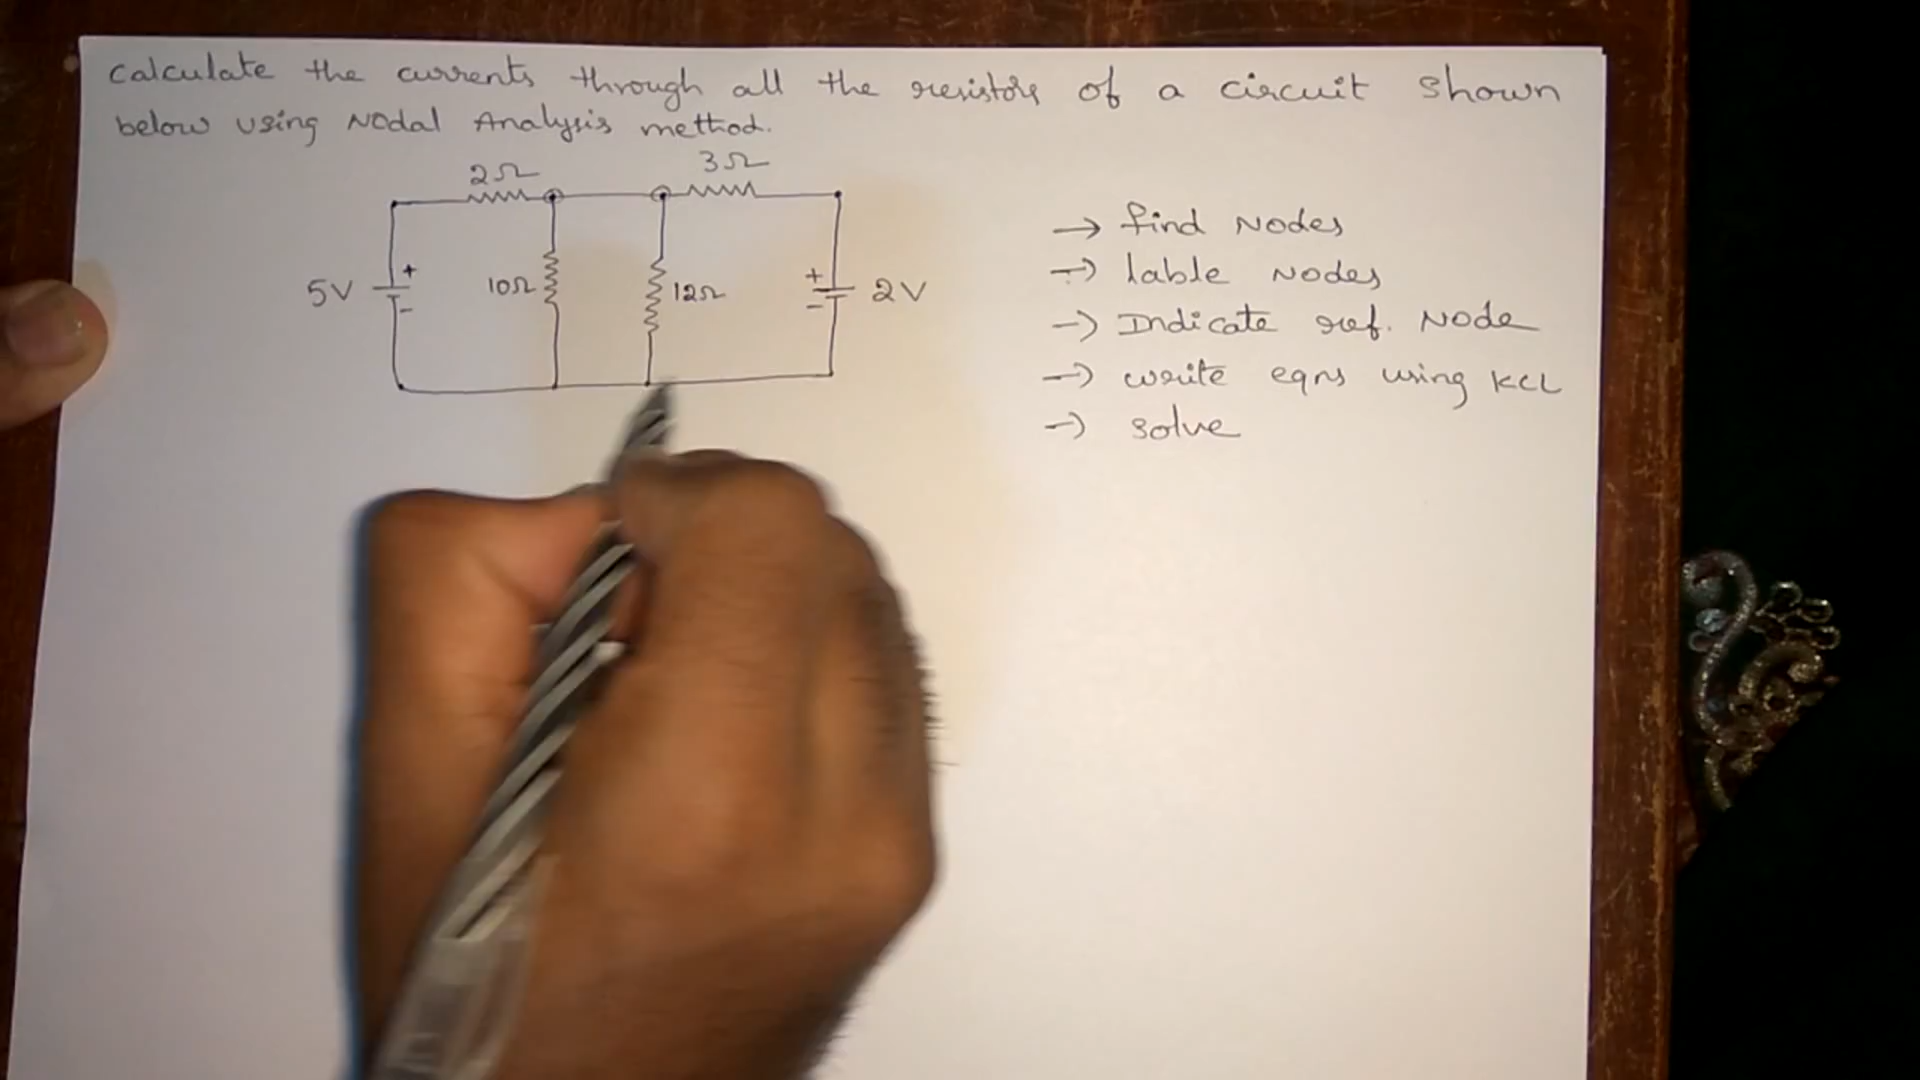 calculate the currents through all the resistors of a circuit shown
below using Nodal Analysis method.
2Ω
3Ω
5V
+
-
10Ω
12Ω
+
-
2V
→ find Nodes
→ lable Nodes
→ Indicate ref. Node
→ write eqns using KCL
→ solve